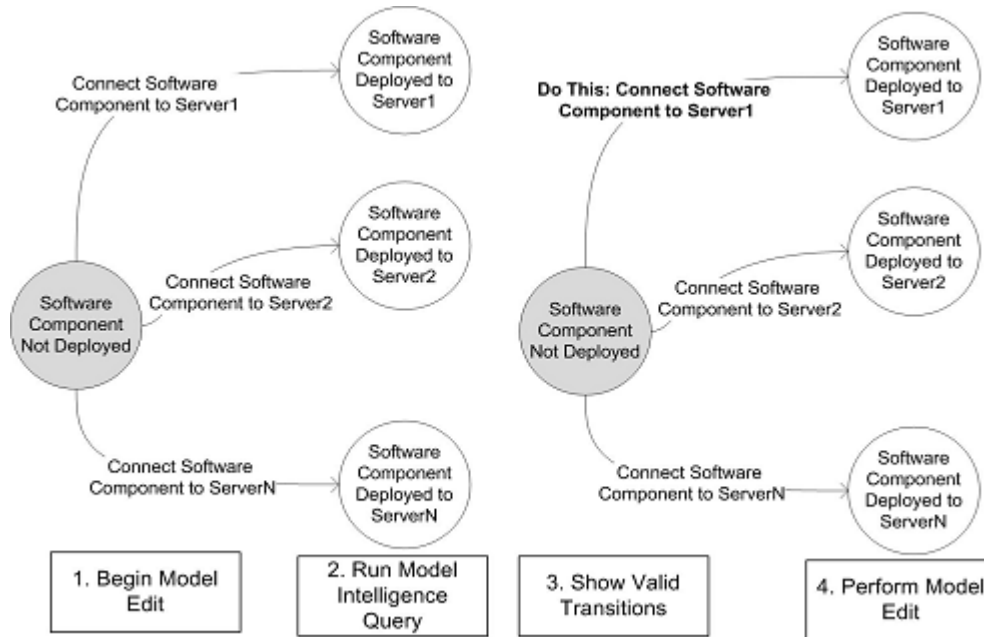 Software
Component
Deployed to
Server1
Connect Software
Component to Server1
Software
Component
Deployed to
Server2
Connect Software
Component to Server2
Software
Component
Not Deployed
Connect Software
Component to ServerN
Software
Component
Deployed to
ServerN
Software
Component
Deployed to
Server1
Do This: Connect Software
Component to Server1
Software
Component
Deployed to
Server2
Connect Software
Component to Server2
Software
Component
Not Deployed
Connect Software
Component to ServerN
Software
Component
Deployed to
ServerN
1. Begin Model
Edit
2. Run Model
Intelligence
Query
3. Show Valid
Transitions
4. Perform Model
Edit